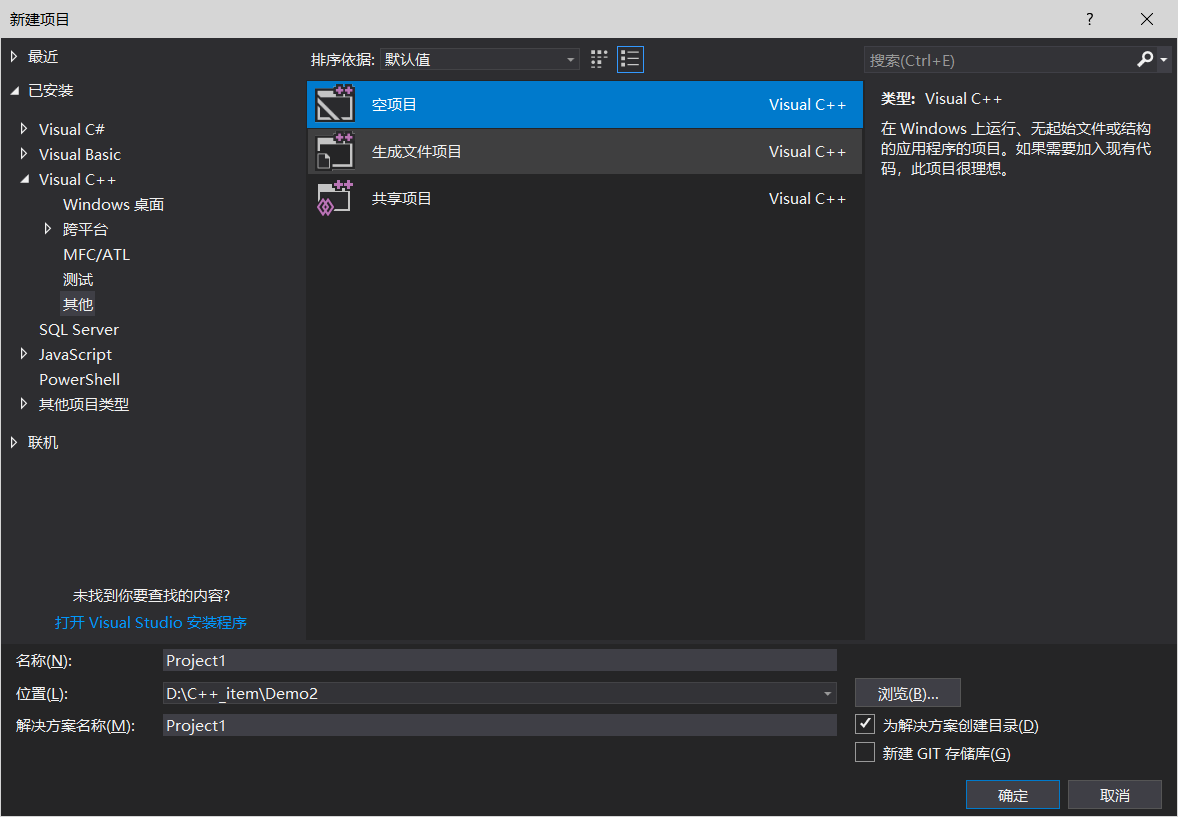 新建项目
?
最近
已安装
Visual C#
Visual Basic
Visual C++
Windows 桌面
跨平台
MFC/ATL
测试
其他
SQL Server
JavaScript
PowerShell
其他项目类型
联机
未找到你要查找的内容?
打开 Visual Studio 安装程序
排序依据: 默认值
空项目 Visual C++
生成文件项目 Visual C++
共享项目 Visual C++
搜索(Ctrl+E)
类型: Visual C++
在 Windows 上运行、无起始文件或结构
的应用程序的项目。如果需要加入现有代
码，此项目很理想。
名称(N): Project1
位置(L): D:\C++_item\Demo2
浏览(B)...
解决方案名称(M): Project1
为解决方案创建目录(D)
新建 GIT 存储库(G)
确定 取消